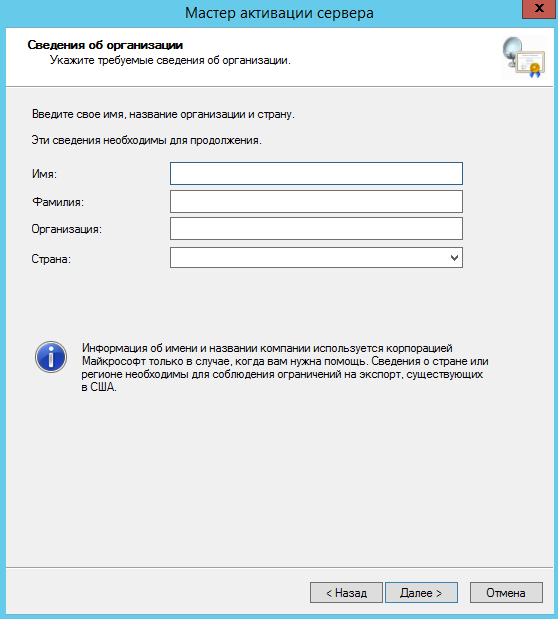 Мастер активации сервера
x
Сведения об организации
Укажите требуемые сведения об организации.
Введите свое имя, название организации и страну.
Эти сведения необходимы для продолжения.
Имя:
Фамилия:
Организация:
Страна:
Информация об имени и названии компании используется корпорацией
Майкрософт только в случае, когда вам нужна помощь. Сведения о стране или
регионе необходимы для соблюдения ограничений на экспорт, существующих
в США.
< Назад
Далее >
Отмена